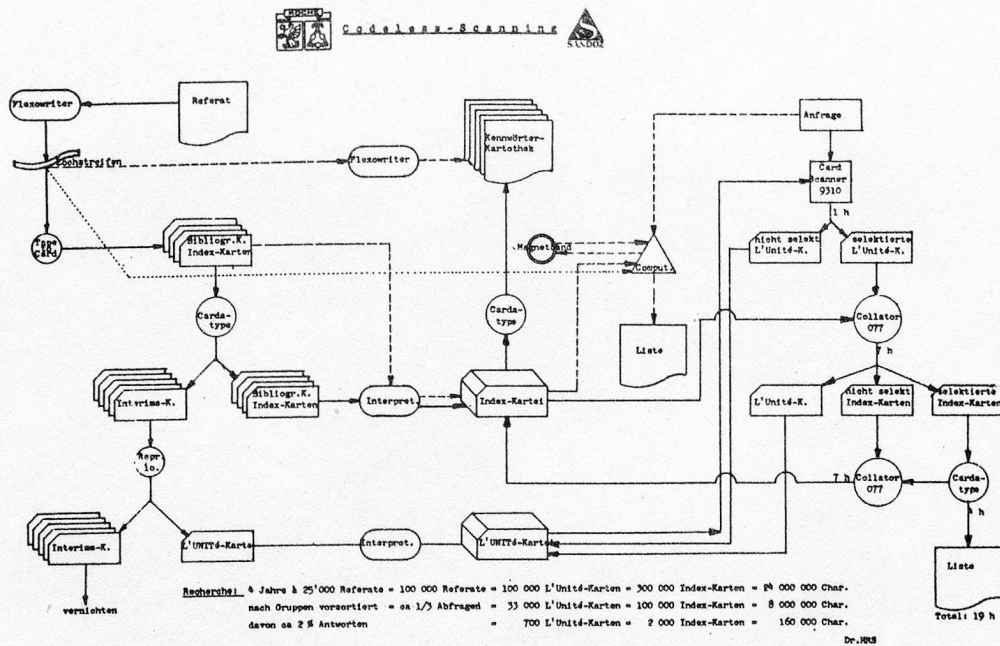 ROCHE
Codeless-Scanning
SANDOZ
Flexowriter
Referat
Kennwörter-
Kartothek
Anfrage
Lochstreifen
Flexowriter
Card
Scanner
9310
1 h
Tape
to
Card
Bibliogr.K.
Index-Karten
Magnetband
Comput.
nicht selekt
L'Unité-K.
selektierte
L'Unité-K.
Carda-
type
Carda-
type
Collator
077
Liste
7 h
Interims-K.
Bibliogr.K.
Index-Karten
Interpret.
Index-Kartei
L'Unité-K.
nicht selekt
Index-Karten
selektierte
Index-Karten
Repr.
io.
7 h
Collator
077
Carda-
type
h
Interims-K.
L'UNITé-Karte
Interpret.
L'UNITé-Kartei
Liste
vernichten
Recherche: 4 Jahre à 25'000 Referate = 100 000 Referate = 100 000 L'Unité-Karten = 300 000 Index-Karten = 24 000 000 Char.
nach Gruppen vorsortiert = ca 1/3 Abfragen = 33 000 L'Unité-Karten = 100 000 Index-Karten = 8 000 000 Char.
davon ca 2 % Antworten = 700 L'Unité-Karten = 2 000 Index-Karten = 160 000 Char.
Total: 19 h
Dr.HRS